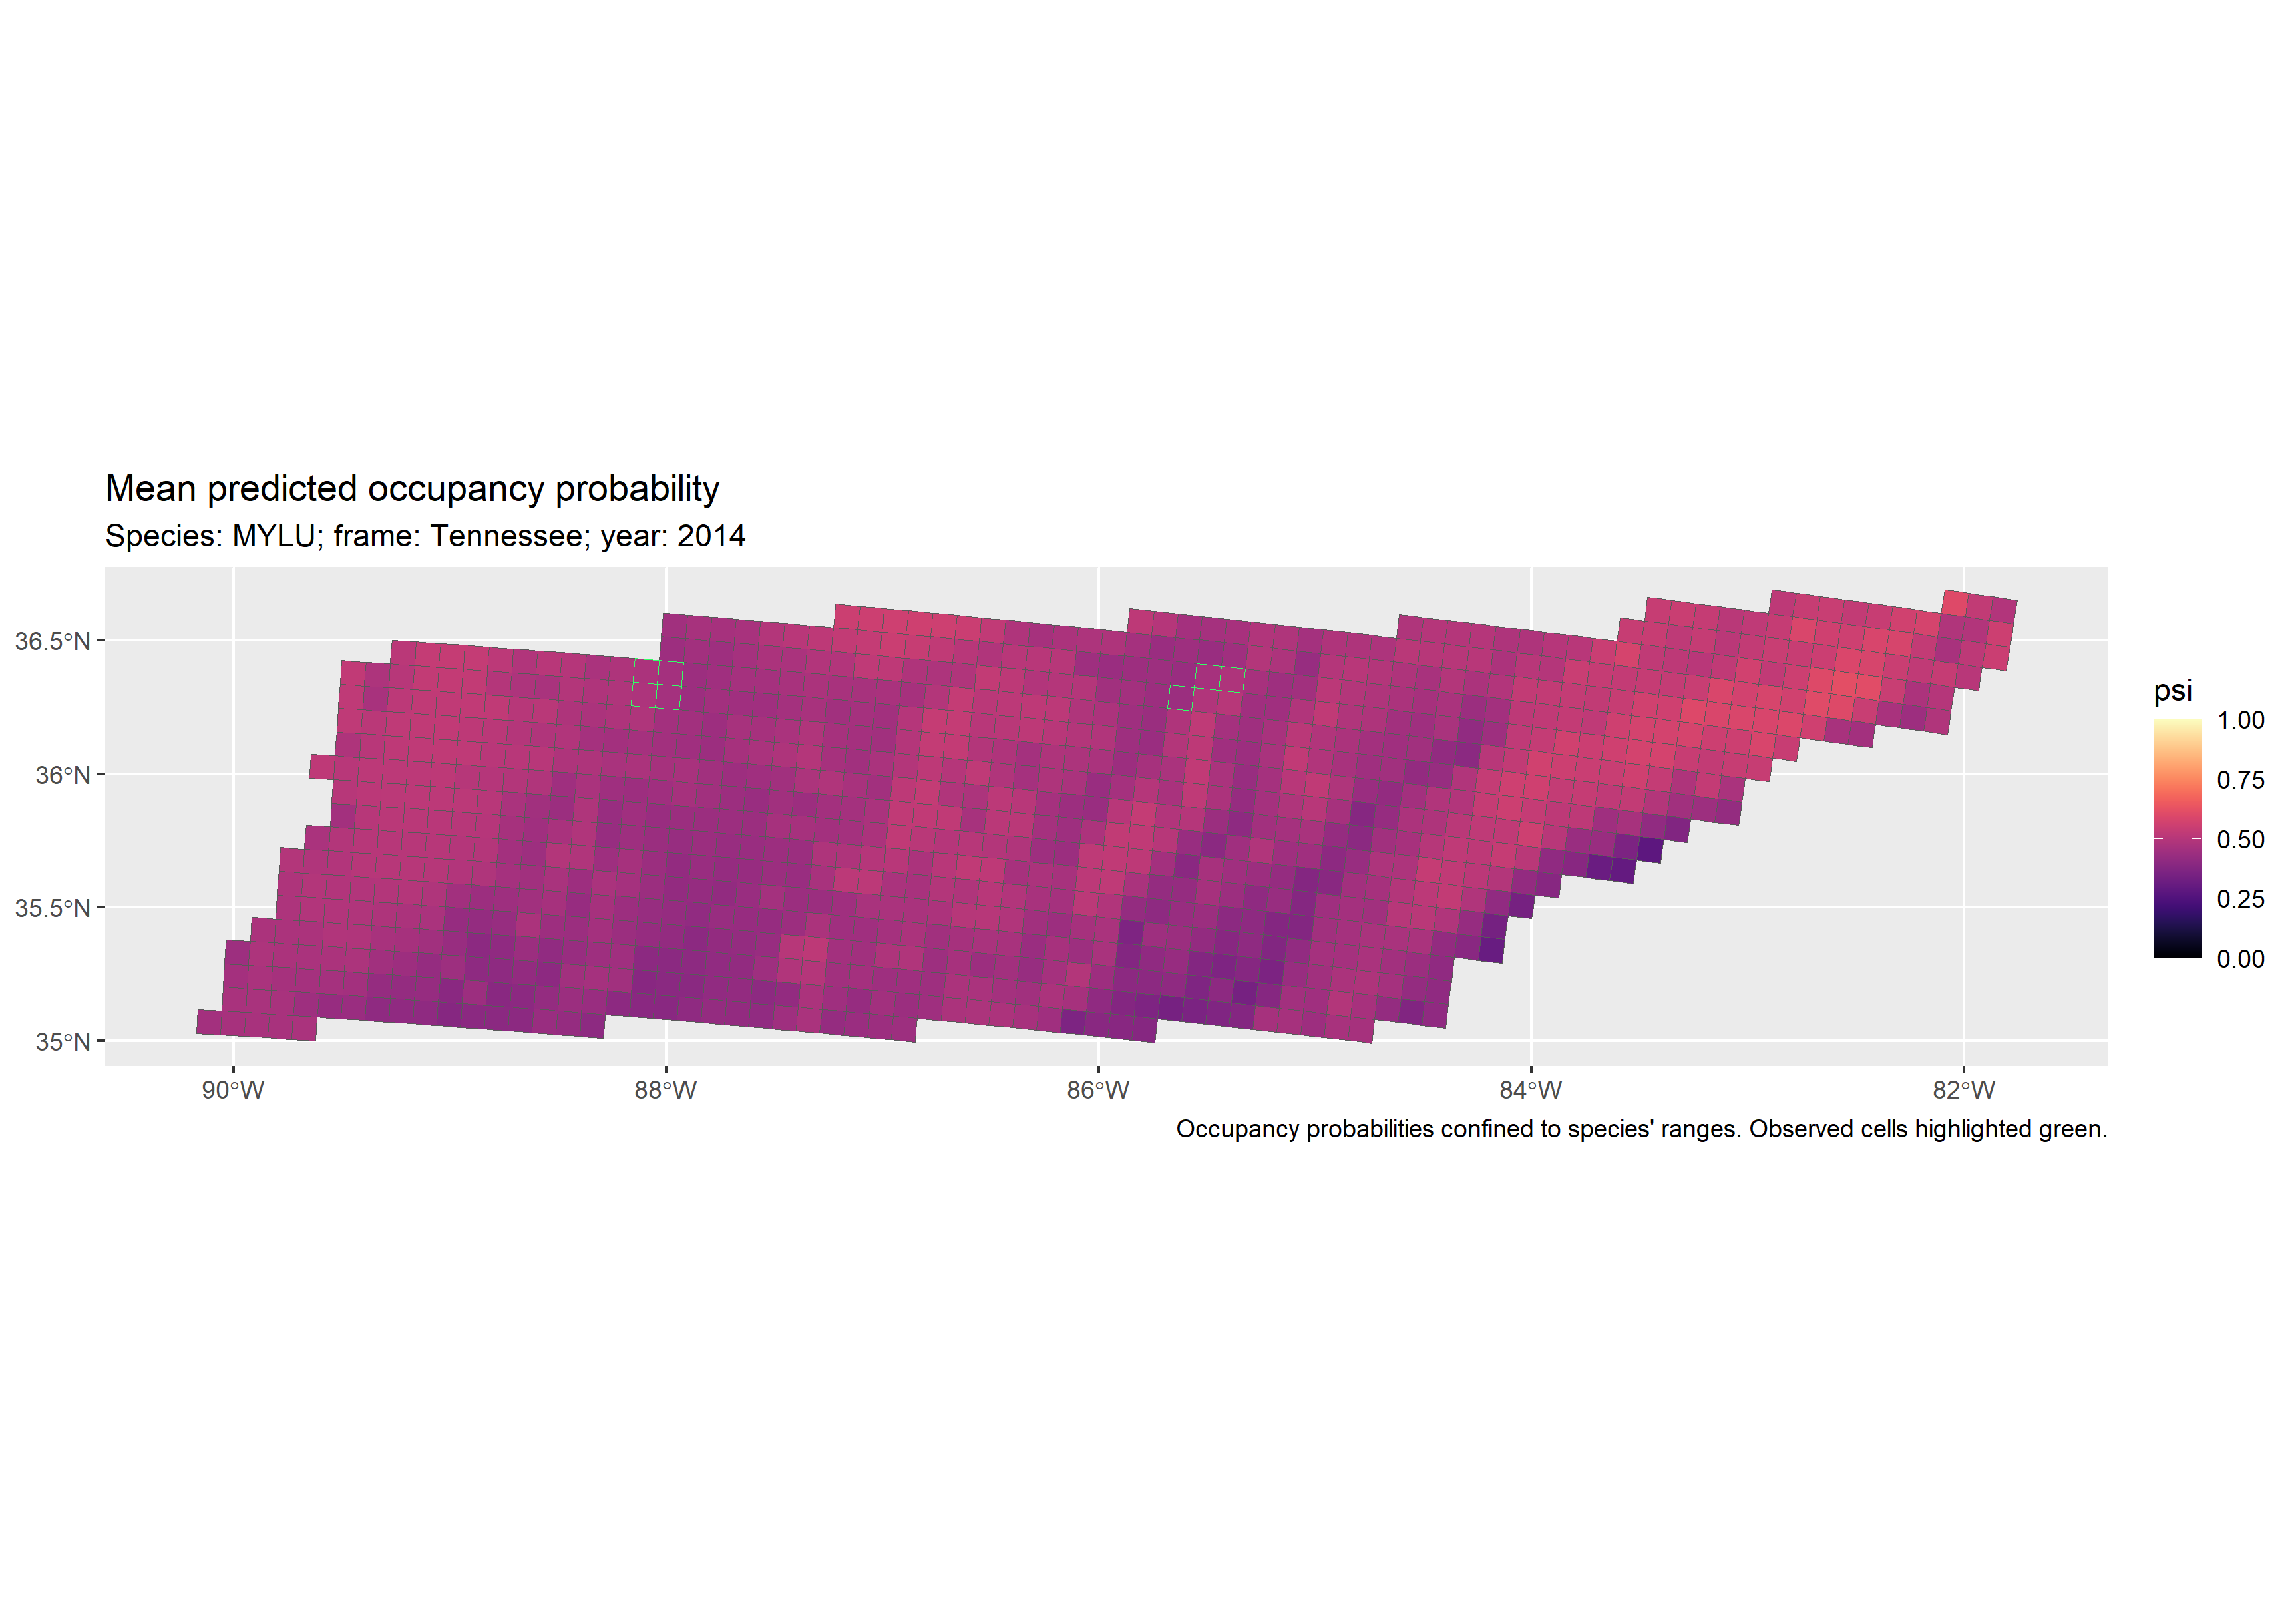 Mean predicted occupancy probability
Species: MYLU; frame: Tennessee; year: 2014
36.5°N
36°N
35.5°N
35°N
90°W
88°W
86°W
84°W
82°W
psi
1.00
0.75
0.50
0.25
0.00
Occupancy probabilities confined to species' ranges. Observed cells highlighted green.